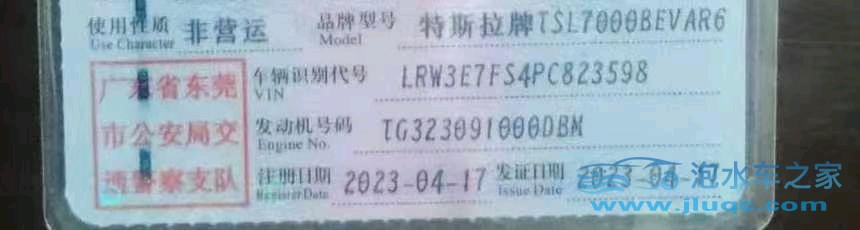 使用性质 非营运 品牌型号 特斯拉牌TSL7000BEVAR6
Use Character Model
车辆识别代号 LRW3E7FS4PC823598
VIN
发动机号码 TG323091000DBM
Engine No.
注册日期 2023-04-17 发证日期 2023-04-17
Register Date Issue Date
广东省东莞
市公安局交
通警察支队
泡水车之家
www.jluqc.com